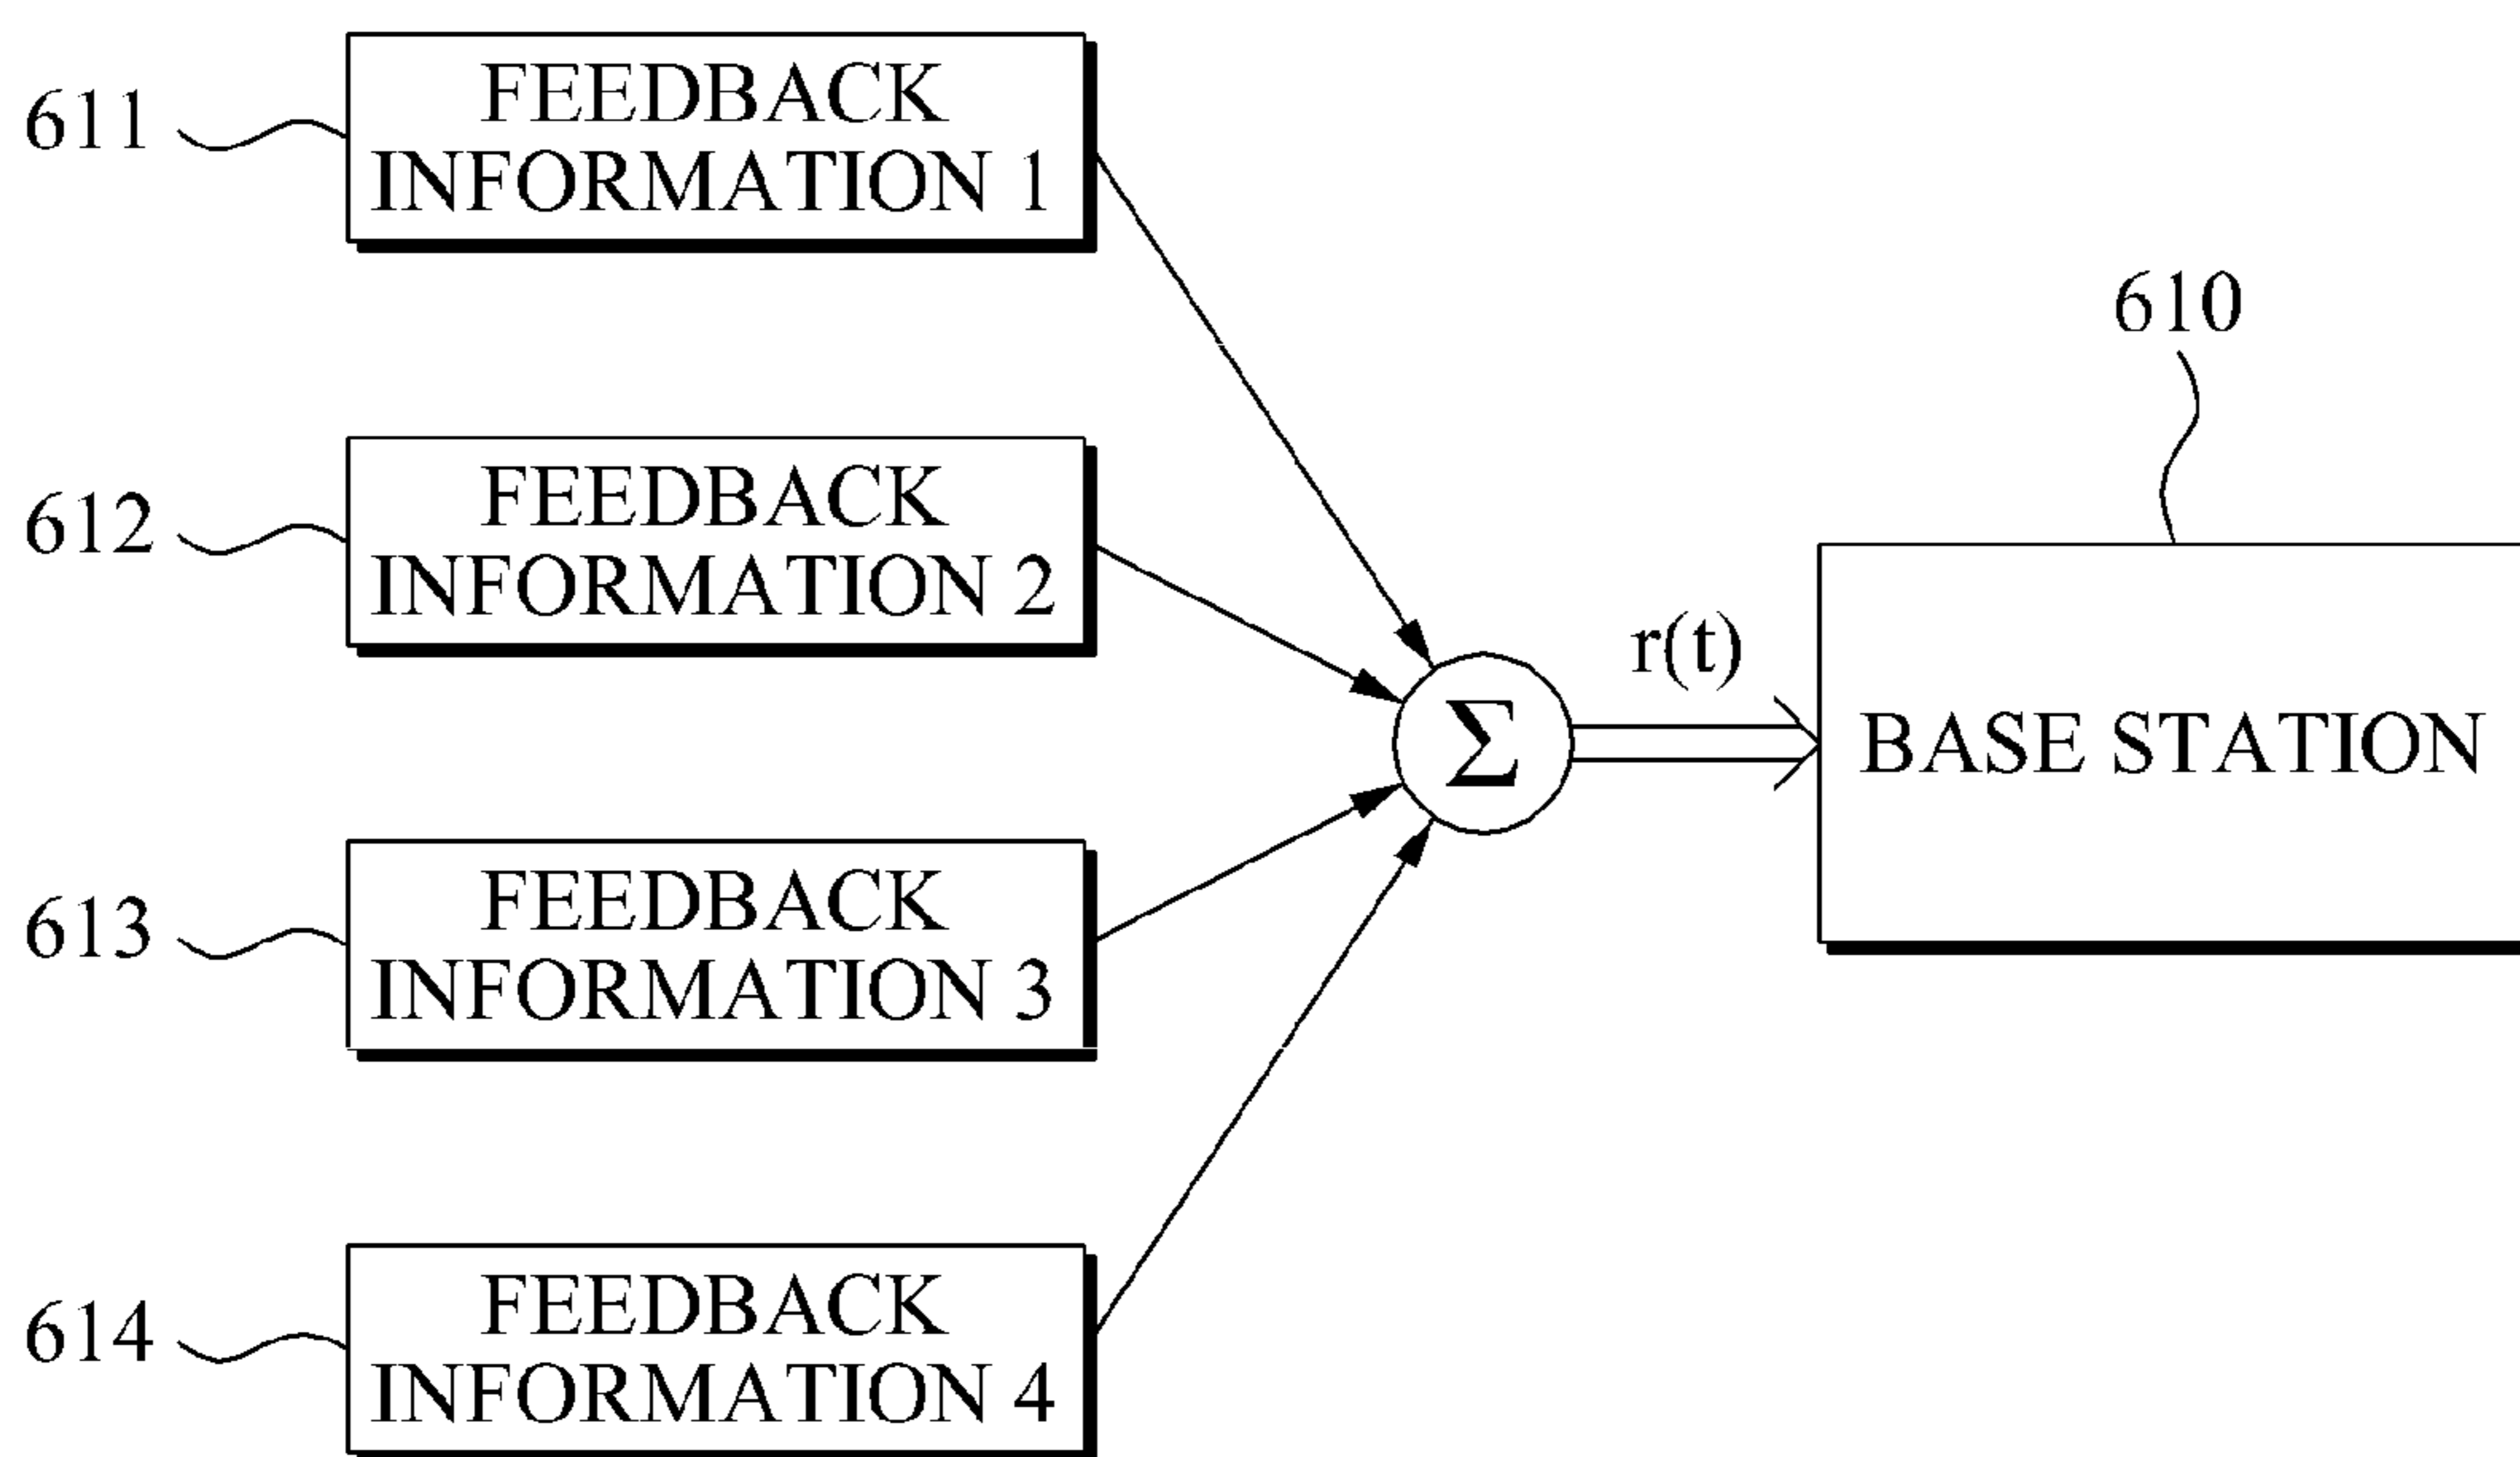 611
FEEDBACK
INFORMATION 1
610
612
FEEDBACK
INFORMATION 2
r(t)
Σ
BASE STATION
613
FEEDBACK
INFORMATION 3
614
FEEDBACK
INFORMATION 4